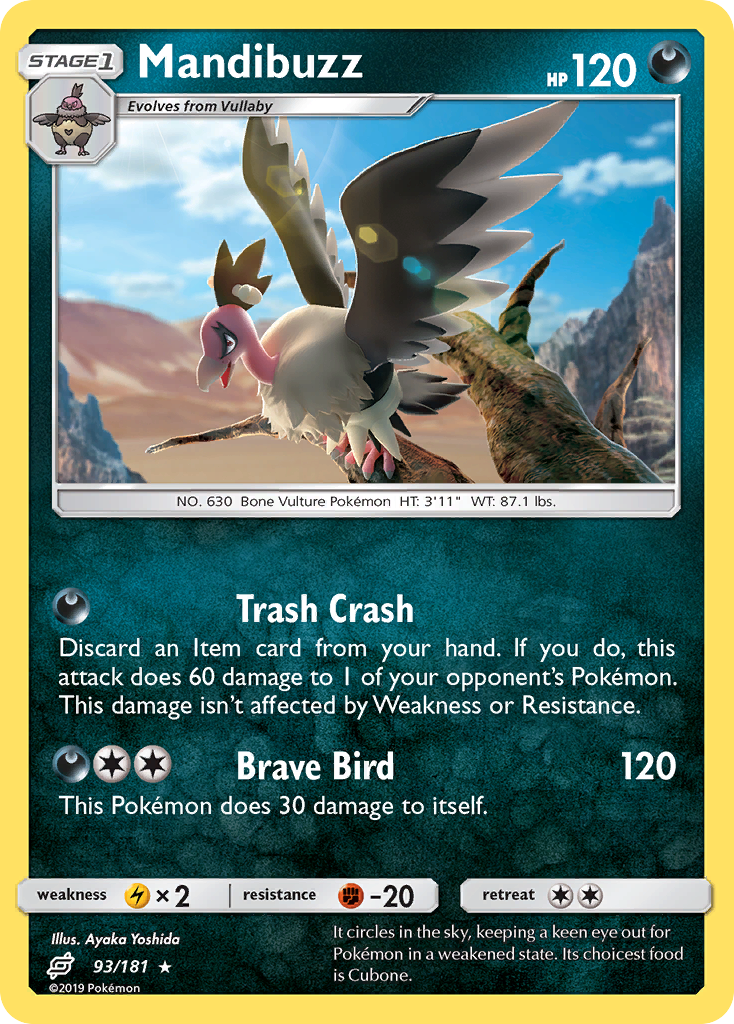 STAGE1 Mandibuzz HP 120
Evolves from Vullaby
NO. 630 Bone Vulture Pokémon HT: 3'11" WT: 87.1 lbs.
Trash Crash
Discard an Item card from your hand. If you do, this
attack does 60 damage to 1 of your opponent's Pokémon.
This damage isn't affected by Weakness or Resistance.
Brave Bird 120
This Pokémon does 30 damage to itself.
weakness ×2 resistance -20 retreat
Illus. Ayaka Yoshida
93/181 ★
©2019 Pokémon
It circles in the sky, keeping a keen eye out for
Pokémon in a weakened state. Its choicest food
is Cubone.